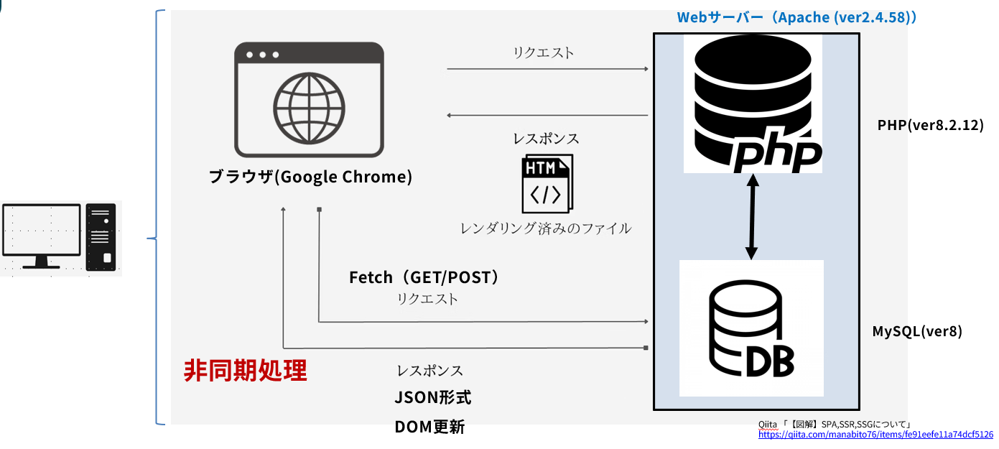 Webサーバー（Apache (ver2.4.58)）
リクエスト
php
PHP(ver8.2.12)
レスポンス
HTM
</>
ブラウザ(Google Chrome)
レンダリング済みのファイル
Fetch（GET/POST）
リクエスト
MySQL(ver8)
DB
非同期処理
レスポンス
JSON形式
DOM更新
Qiita 「【図解】SPA,SSR,SSGについて」
https://qiita.com/manabito76/items/fe91eefe11a74dcf5126